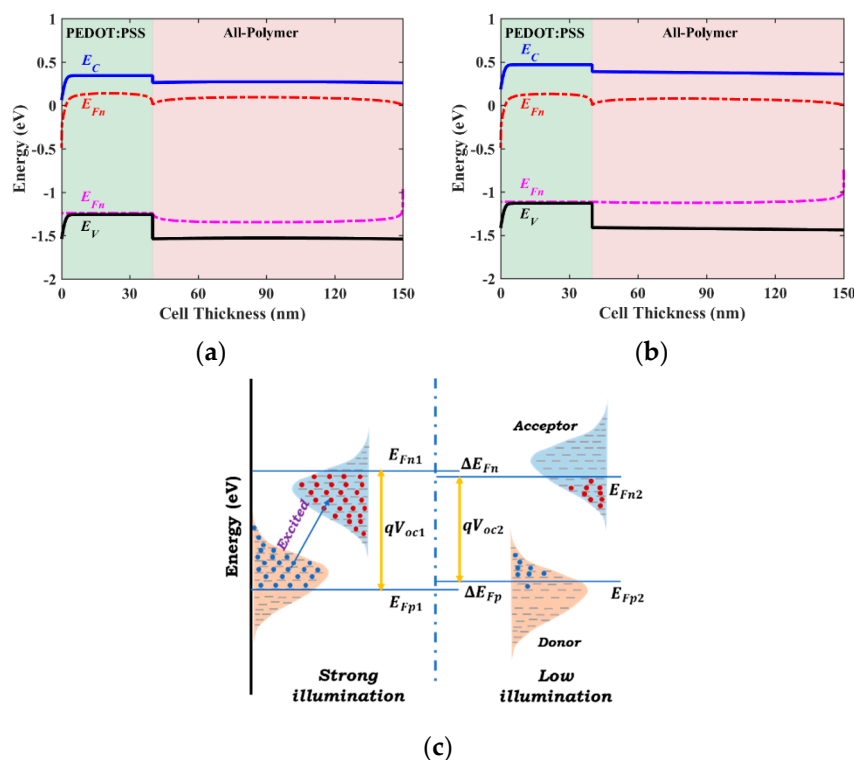 (a)
PEDOT:PSS All-Polymer
E_C
E_Fn
E_Fn
E_V
Energy (eV)
1
0.5
0
-0.5
-1
-1.5
-2
0 30 60 90 120 150
Cell Thickness (nm)
(b)
PEDOT:PSS All-Polymer
E_C
E_Fn
E_Fn
E_V
Energy (eV)
1
0.5
0
-0.5
-1
-1.5
-2
0 30 60 90 120 150
Cell Thickness (nm)
(a) (b)
Energy (eV)
Excited
E_Fn1
qV_oc1
E_Fp1
Strong
illumination
ΔE_Fn
qV_oc2
ΔE_Fp
Acceptor
E_Fn2
E_Fp2
Donor
Low
illumination
(c)